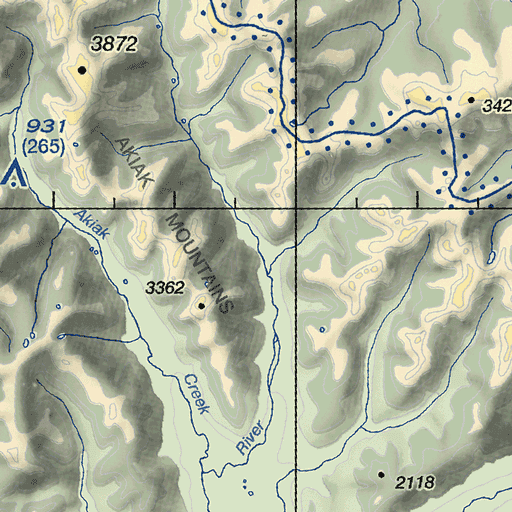 3872
342
931
(265)
AKIAK
Akiak
MOUNTAINS
3362
Creek
River
2118